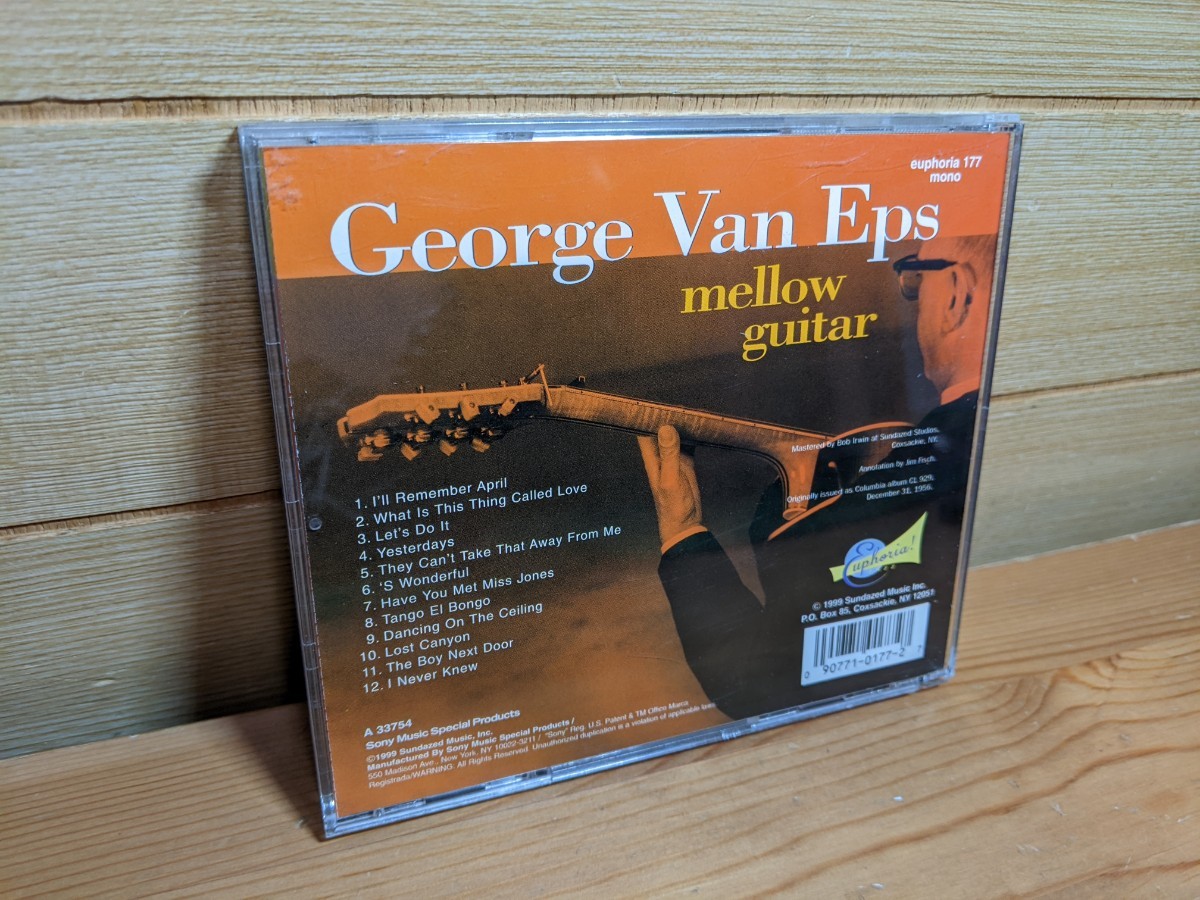 euphoria 177
mono
George Van Eps
mellow
guitar
Mastered by Bob Irwin at Sundazed Studios,
Coxsackie, NY.
Annotation by Jim Fisch.
Originally issued as Columbia album CL 929,
December 31, 1956.
1. I'll Remember April
2. What Is This Thing Called Love
3. Let's Do It
4. Yesterdays
5. They Can't Take That Away From Me
6. 'S Wonderful
7. Have You Met Miss Jones
8. Tango El Bongo
9. Dancing On The Ceiling
10. Lost Canyon
11. The Boy Next Door
12. I Never Knew
Euphoria!
© 1999 Sundazed Music Inc.
P.O. Box 85, Coxsackie, NY 12051
0 90771-0177-2 7
A 33754
Sony Music Special Products
©1999 Sundazed Music, Inc.
Manufactured By Sony Music Special Products /
550 Madison Ave., New York, NY 10022-3211 / "Sony" Reg. U.S. Patent & TM Office Marca
Registrada/WARNING: All Rights Reserved. Unauthorized duplication is a violation of applicable laws